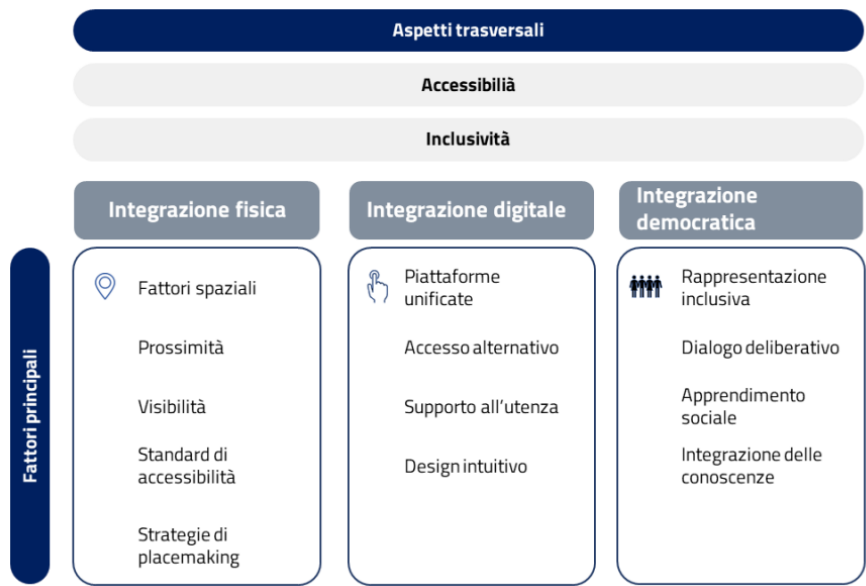 Aspetti trasversali
Accessibilià
Inclusività
Integrazione fisica
Integrazione digitale
Integrazione
democratica
Fattori principali
Fattori spaziali
Prossimità
Visibilità
Standard di
accessibilità
Strategie di
placemaking
Piattaforme
unificate
Accesso alternativo
Supporto all'utenza
Design intuitivo
Rappresentazione
inclusiva
Dialogo deliberativo
Apprendimento
sociale
Integrazione delle
conoscenze